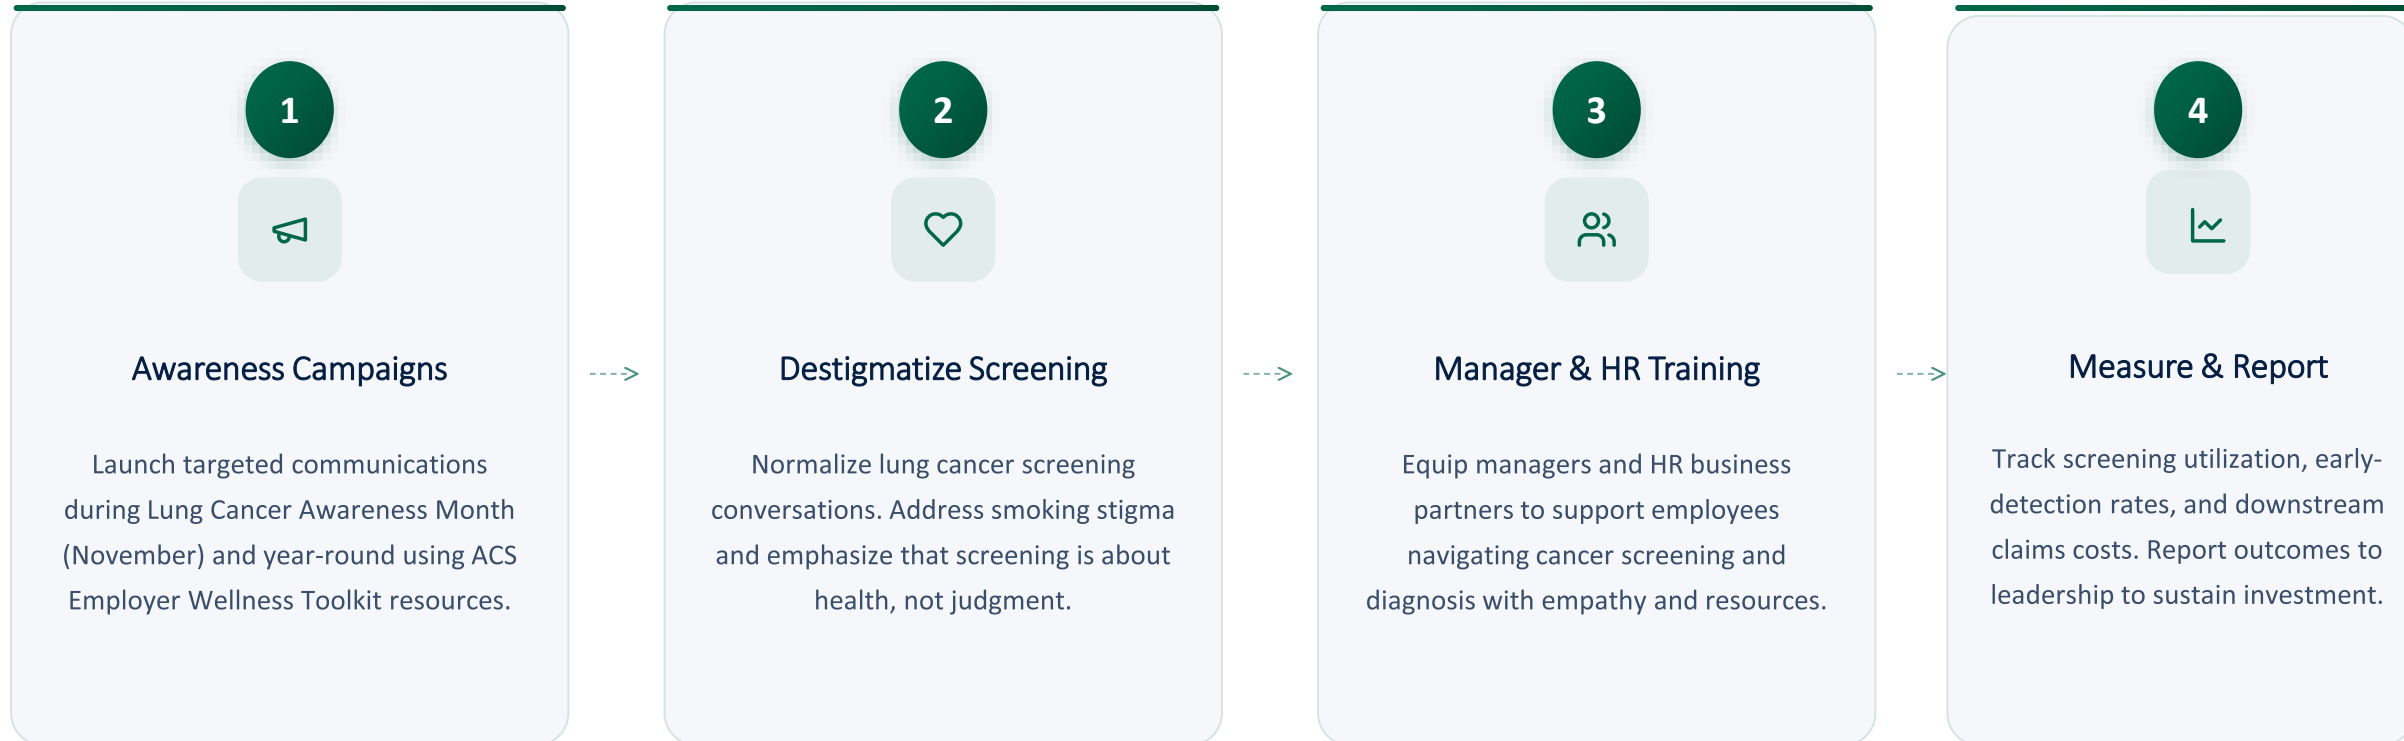 1
Awareness Campaigns
Launch targeted communications
during Lung Cancer Awareness Month
(November) and year-round using ACS
Employer Wellness Toolkit resources.
2
Destigmatize Screening
Normalize lung cancer screening
conversations. Address smoking stigma
and emphasize that screening is about
health, not judgment.
3
Manager & HR Training
Equip managers and HR business
partners to support employees
navigating cancer screening and
diagnosis with empathy and resources.
4
Measure & Report
Track screening utilization, early-
detection rates, and downstream
claims costs. Report outcomes to
leadership to sustain investment.